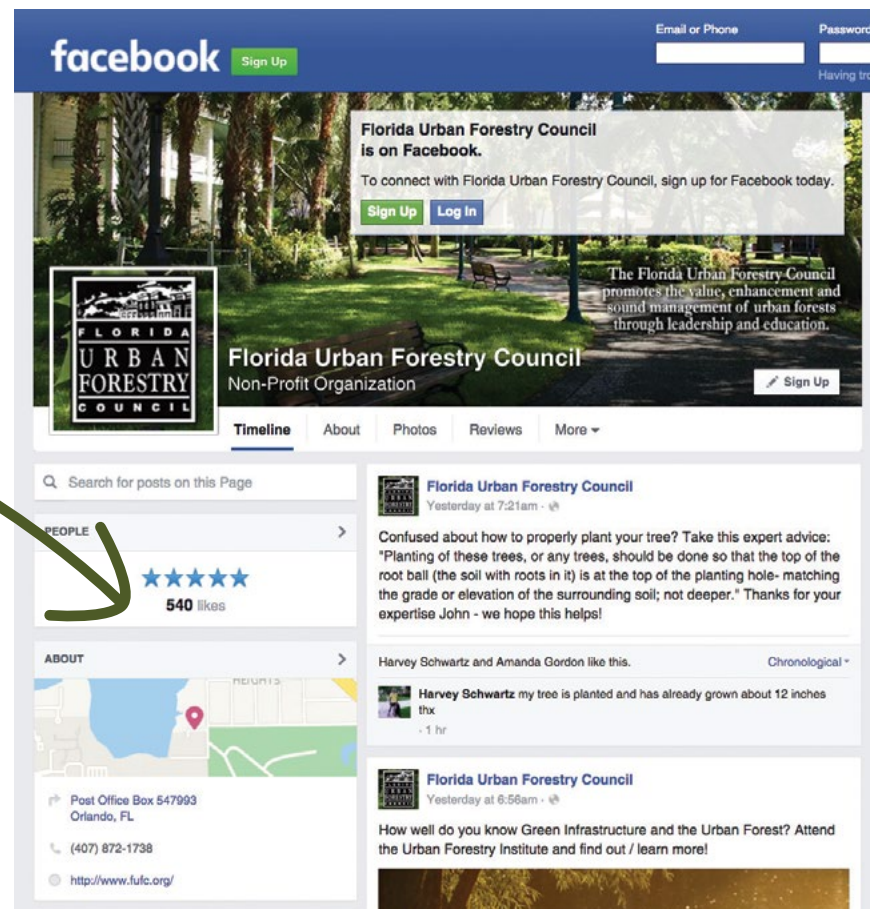 Email or Phone
Password
facebook
Sign Up
Having tro
Florida Urban Forestry Council
is on Facebook.
To connect with Florida Urban Forestry Council, sign up for Facebook today.
Sign Up
Log In
The Florida Urban Forestry Council
promotes the value, enhancement and
sound management of urban forests
through leadership and education.
FLORIDA
URBAN
FORESTRY
COUNCIL
Florida Urban Forestry Council
Non-Profit Organization
Sign Up
Timeline About Photos Reviews More
Search for posts on this Page
PEOPLE
540 likes
ABOUT
HEIGHTS
Post Office Box 547993
Orlando, FL
(407) 872-1738
http://www.fufc.org/
Florida Urban Forestry Council
Yesterday at 7:21am ·
Confused about how to properly plant your tree? Take this expert advice:
"Planting of these trees, or any trees, should be done so that the top of the
root ball (the soil with roots in it) is at the top of the planting hole- matching
the grade or elevation of the surrounding soil; not deeper." Thanks for your
expertise John - we hope this helps!
Harvey Schwartz and Amanda Gordon like this.
Chronological
Harvey Schwartz my tree is planted and has already grown about 12 inches
thx
· 1 hr
Florida Urban Forestry Council
Yesterday at 6:56am ·
How well do you know Green Infrastructure and the Urban Forest? Attend
the Urban Forestry Institute and find out / learn more!